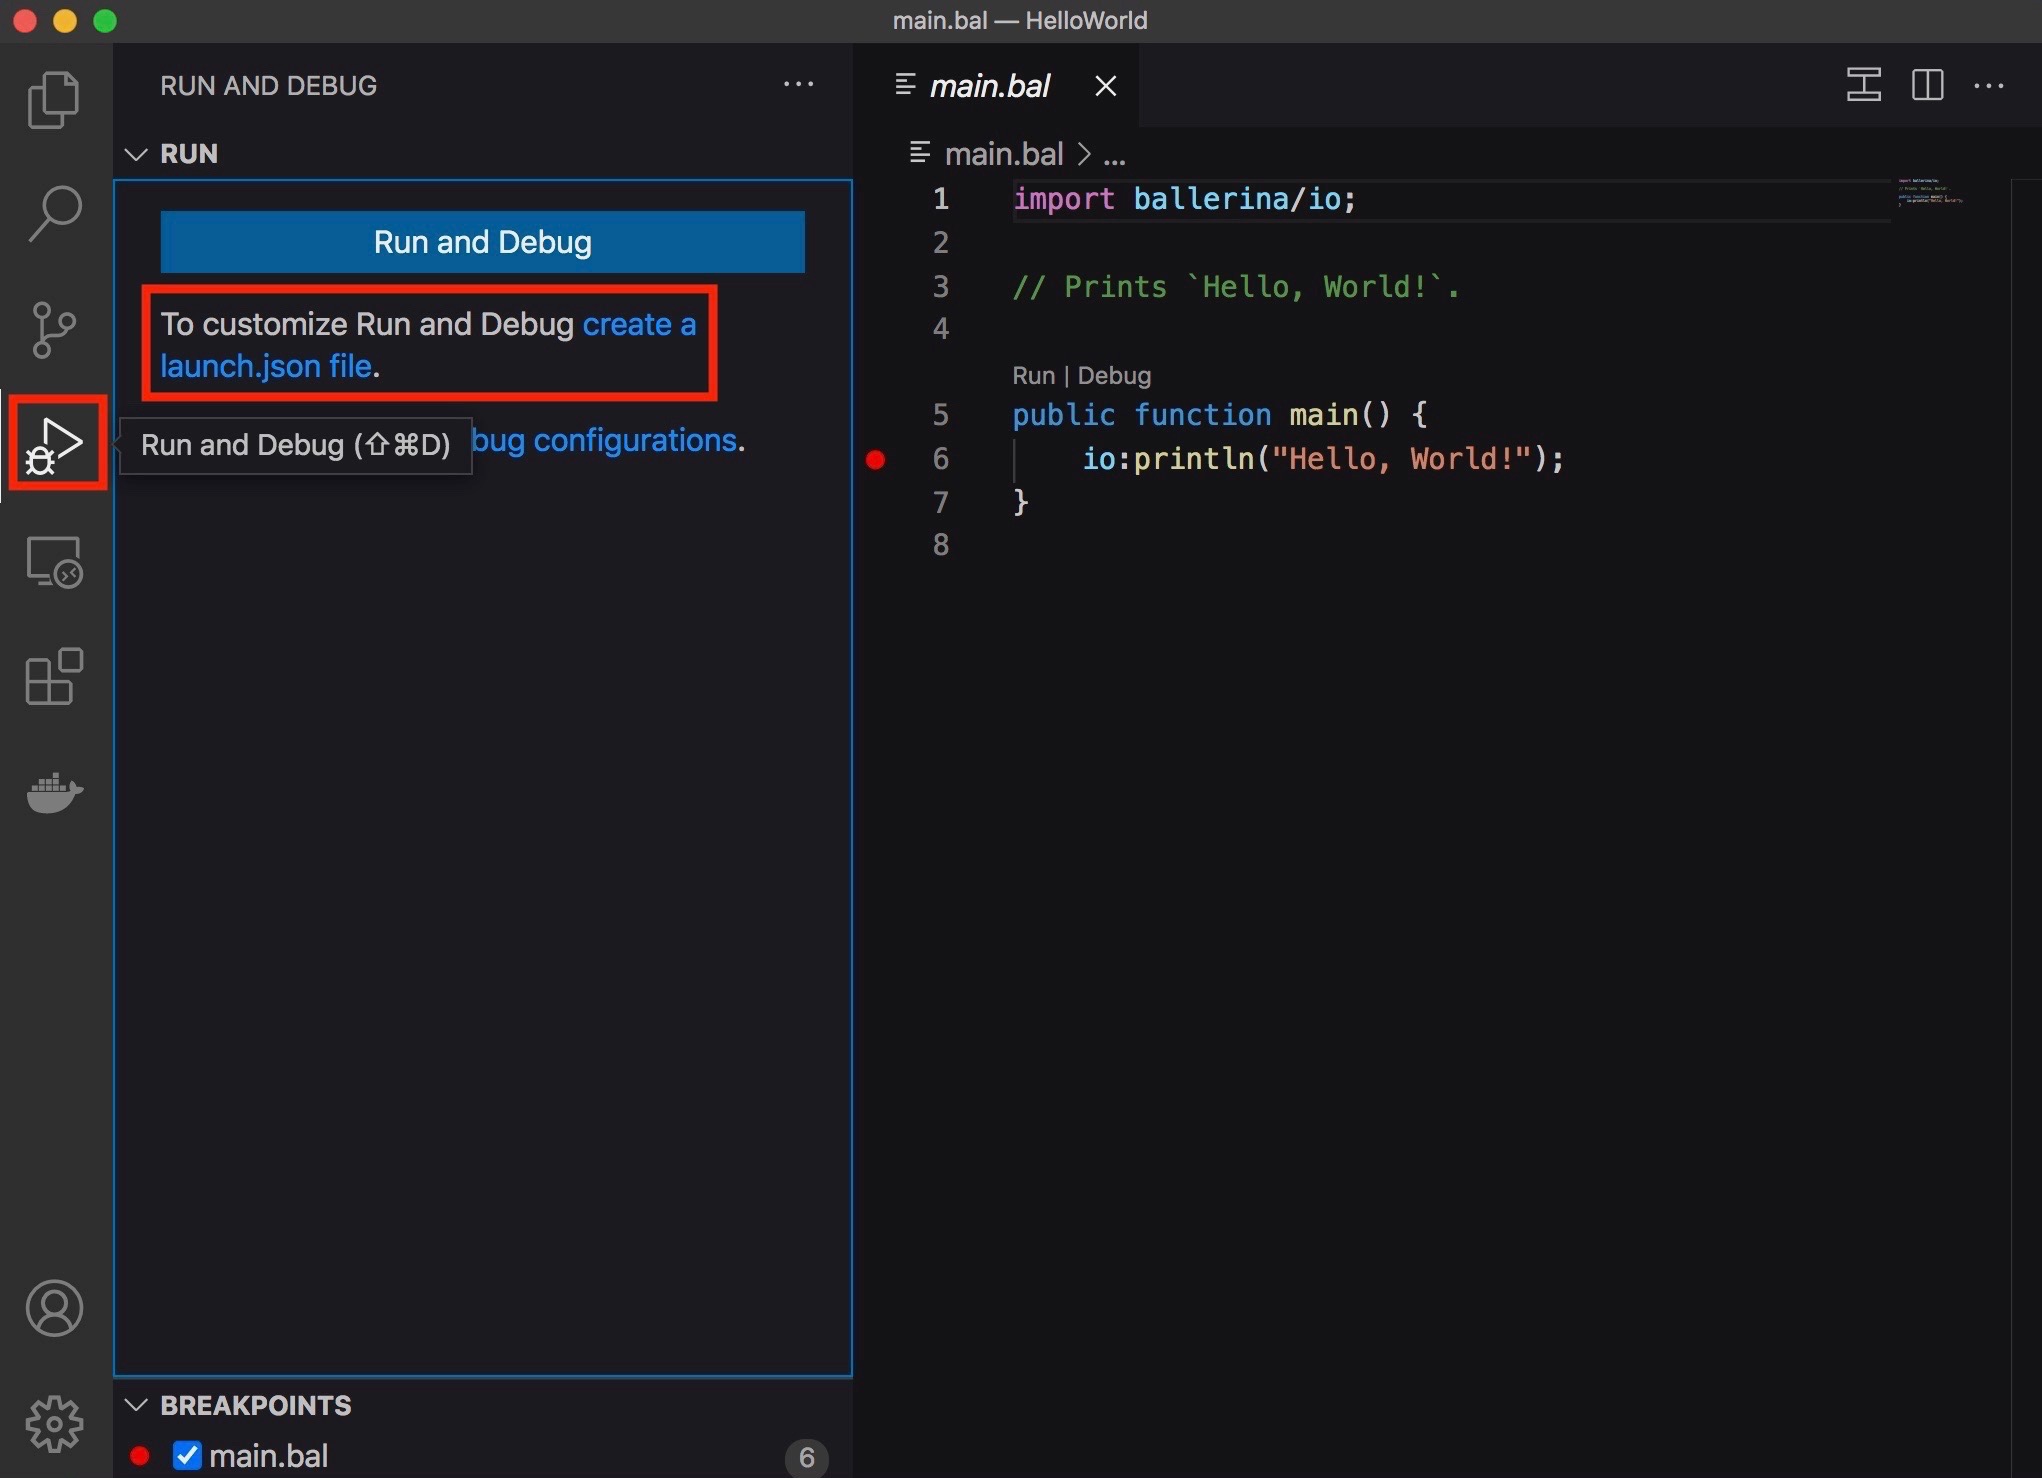 main.bal — HelloWorld
RUN AND DEBUG
RUN
Run and Debug
To customize Run and Debug create a
launch.json file.
Run and Debug (⇧⌘D)
bug configurations.
BREAKPOINTS
main.bal
6
main.bal
main.bal > ...
1 import ballerina/io;
2
3 // Prints `Hello, World!`.
4
Run | Debug
5 public function main() {
6 io:println("Hello, World!");
7 }
8